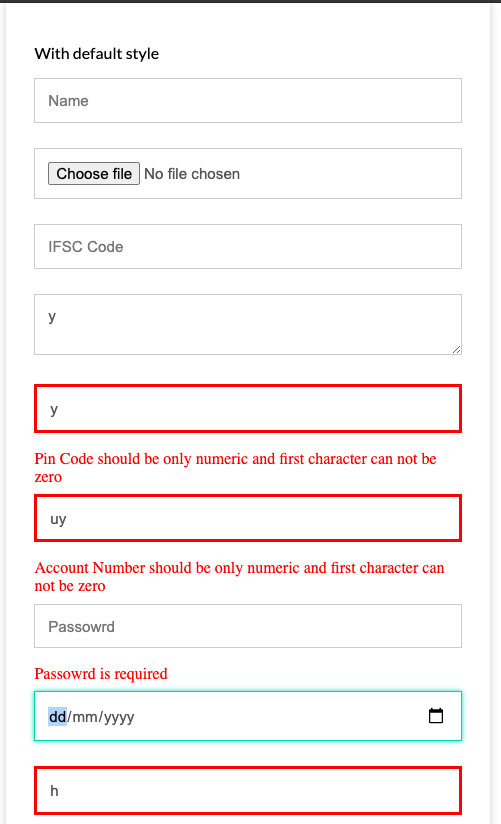 With default style
Name
Choose file No file chosen
IFSC Code
y
y
Pin Code should be only numeric and first character can not be
zero
uy
Account Number should be only numeric and first character can
not be zero
Passowrd
Passowrd is required
dd/mm/yyyy
h